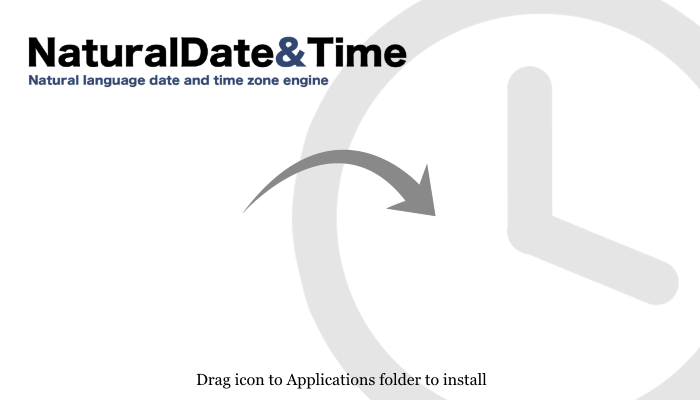 NaturalDate&Time
Natural language date and time zone engine
Drag icon to Applications folder to install